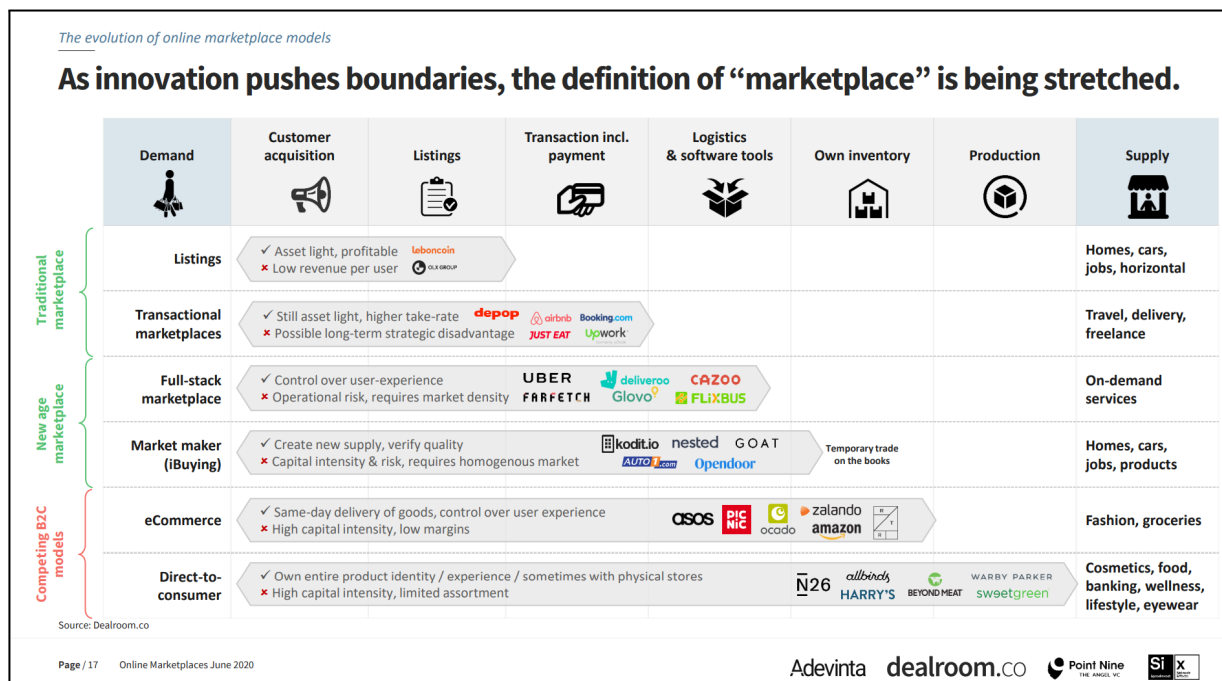 The evolution of online marketplace models
As innovation pushes boundaries, the definition of “marketplace” is being stretched.
Demand
Customer
acquisition
Listings
Transaction incl.
payment
Logistics
& software tools
Own inventory
Production
Supply
Traditional
marketplace
Listings
✓ Asset light, profitable
✘ Low revenue per user
leboncoin
OLX GROUP
Homes, cars,
jobs, horizontal
Transactional
marketplaces
✓ Still asset light, higher take-rate
✘ Possible long-term strategic disadvantage
depop
airbnb
Booking.com
JUST EAT
Upwork
Travel, delivery,
freelance
New age
marketplace
Full-stack
marketplace
✓ Control over user-experience
✘ Operational risk, requires market density
UBER
deliveroo
CAZOO
FARFETCH
Glovo
FLiXBUS
On-demand
services
Market maker
(iBuying)
✓ Create new supply, verify quality
✘ Capital intensity & risk, requires homogenous market
kodit.io
nested
GOAT
AUTO1.com
Opendoor
Temporary trade
on the books
Homes, cars,
jobs, products
Competing B2C
models
eCommerce
✓ Same-day delivery of goods, control over user experience
✘ High capital intensity, low margins
asos
PIC
NIC
ocado
zalando
amazon
R
T
R
Fashion, groceries
Direct-to-
consumer
✓ Own entire product identity / experience / sometimes with physical stores
✘ High capital intensity, limited assortment
N26
allbirds
HARRY'S
BEYOND MEAT
WARBY PARKER
sweetgreen
Cosmetics, food,
banking, wellness,
lifestyle, eyewear
Source: Dealroom.co
Page / 17 Online Marketplaces June 2020
Adevinta
dealroom.co
Point Nine
THE ANGEL VC
Si
x